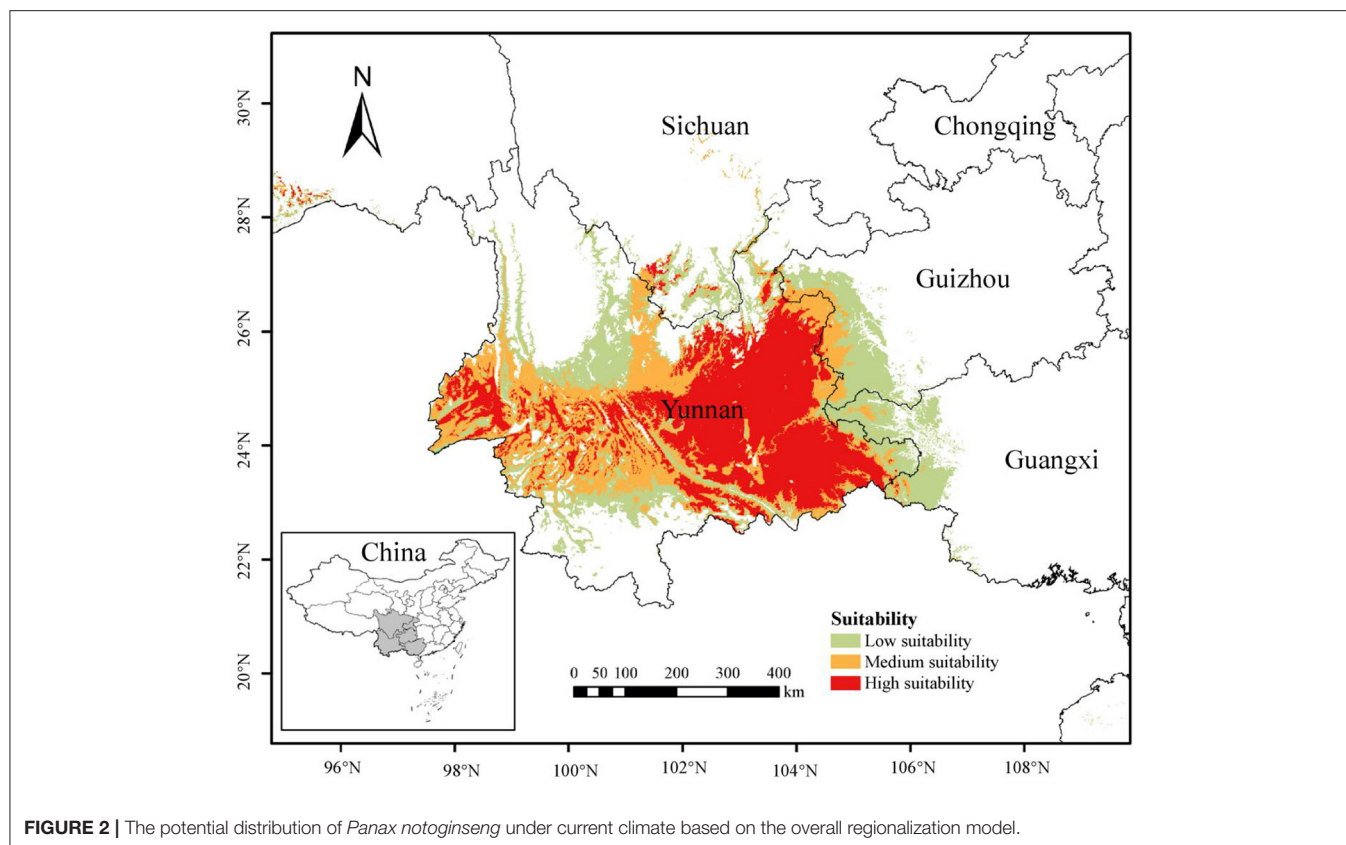 N
30°N
28°N
26°N
24°N
22°N
20°N
Sichuan
Chongqing
Guizhou
Yunnan
Guangxi
China
Suitability
Low suitability
Medium suitability
High suitability
0 50 100 200 300 400
km
96°N 98°N 100°N 102°N 104°N 106°N 108°N
FIGURE 2 | The potential distribution of Panax notoginseng under current climate based on the overall regionalization model.